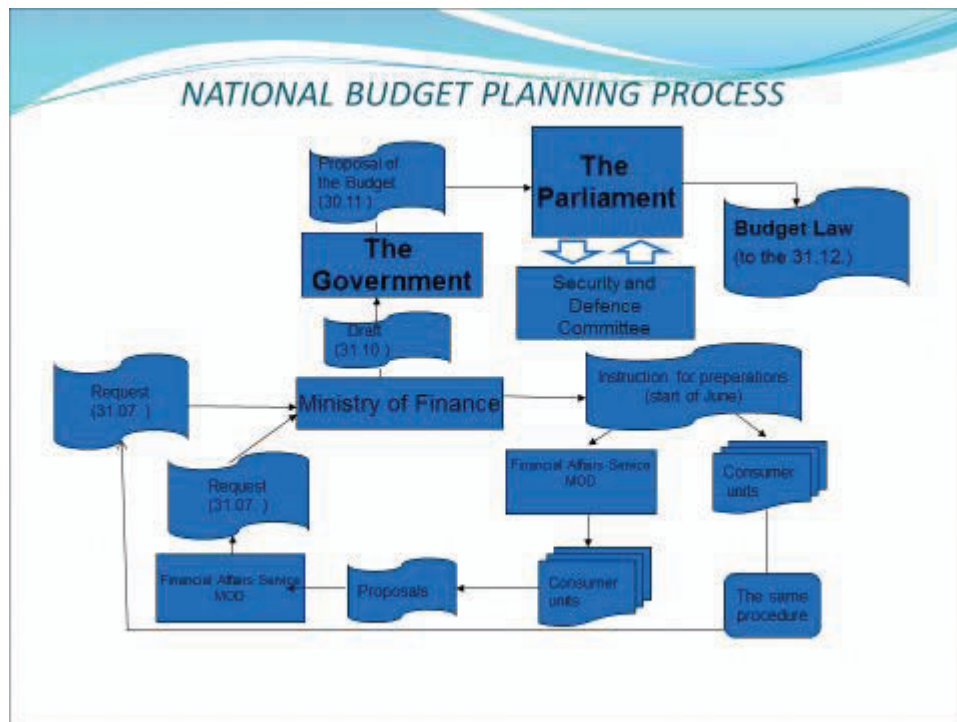 NATIONAL BUDGET PLANNING PROCESS
Proposal of
the Budget
(30.11.)
The
Parliament
Budget Law
(to the 31.12.)
The
Government
Security and
Defence
Committee
Draft
(31.10.)
Request
(31.07. )
Ministry of Finance
Instruction for preparations
(start of June)
Financial Affairs Service
MOD
Consumer
units
Request
(31.07. )
Financial Affairs Service
MOD
Proposals
Consumer
units
The same
procedure